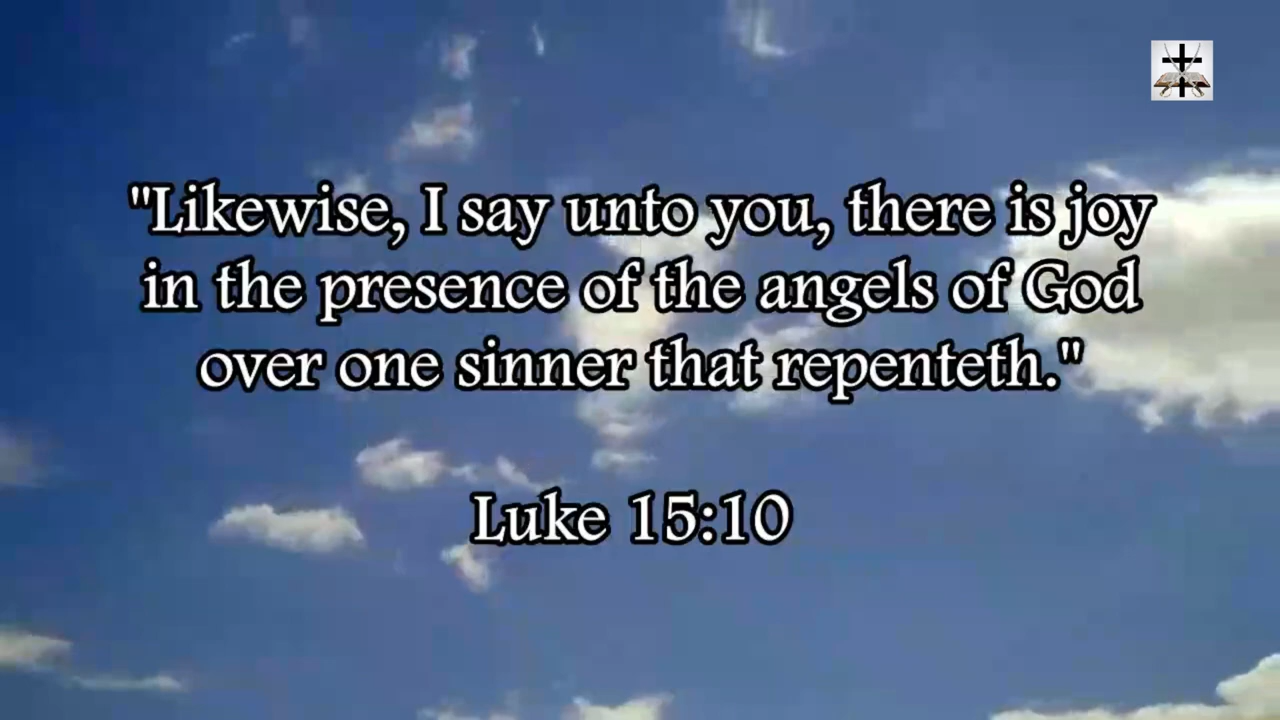 "Likewise, I say unto you, there is joy
in the presence of the angels of God
over one sinner that repenteth."
Luke 15:10